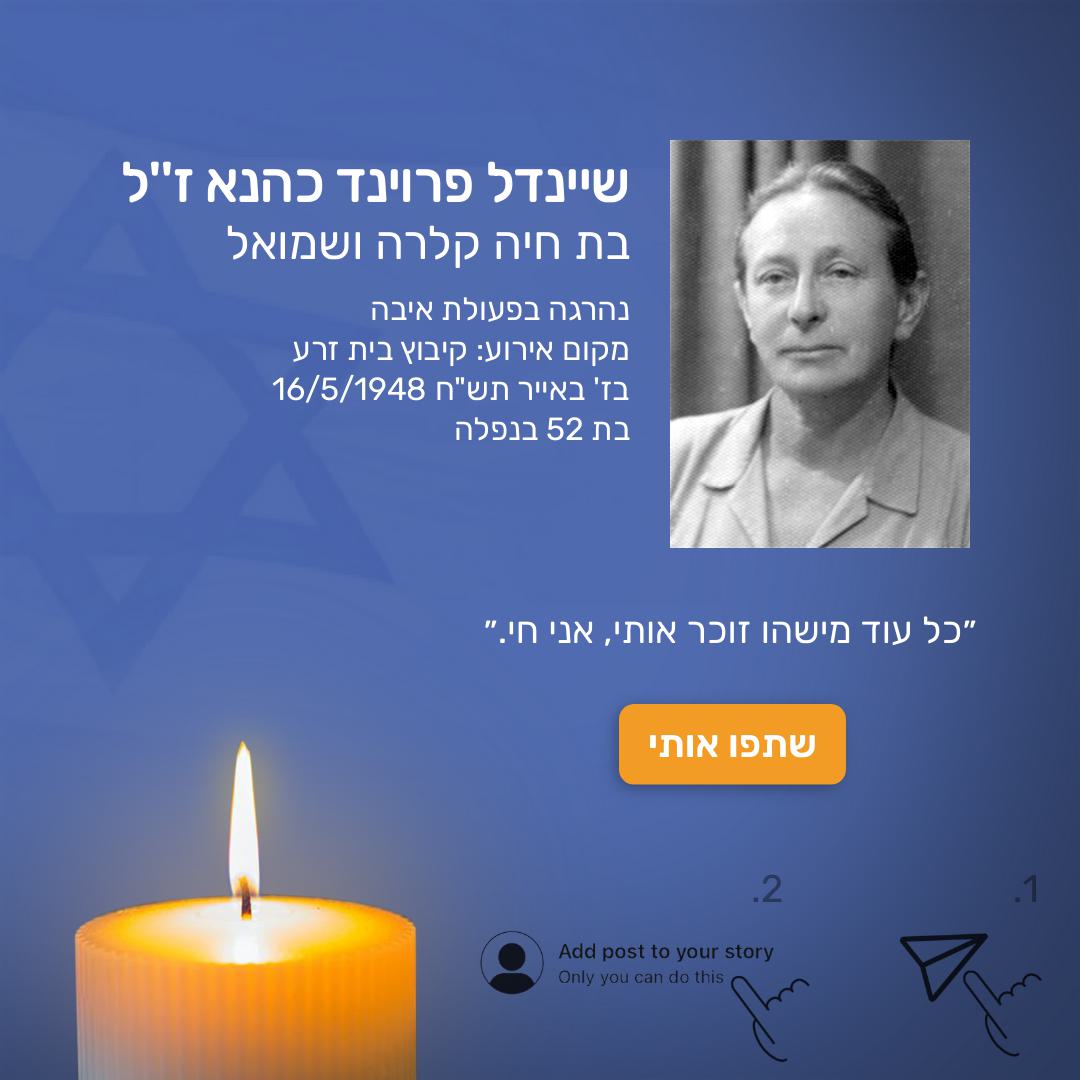 שיינדל פרוינד כהנא ז"ל
בת חיה קלרה ושמואל
נהרגה בפעולת איבה
מקום אירוע: קיבוץ בית זרע
בז' באייר תש"ח 16/5/1948
בת 52 בנפלה
״כל עוד מישהו זוכר אותי, אני חי.״
שתפו אותי
1.
2.
Add post to your story
Only you can do this